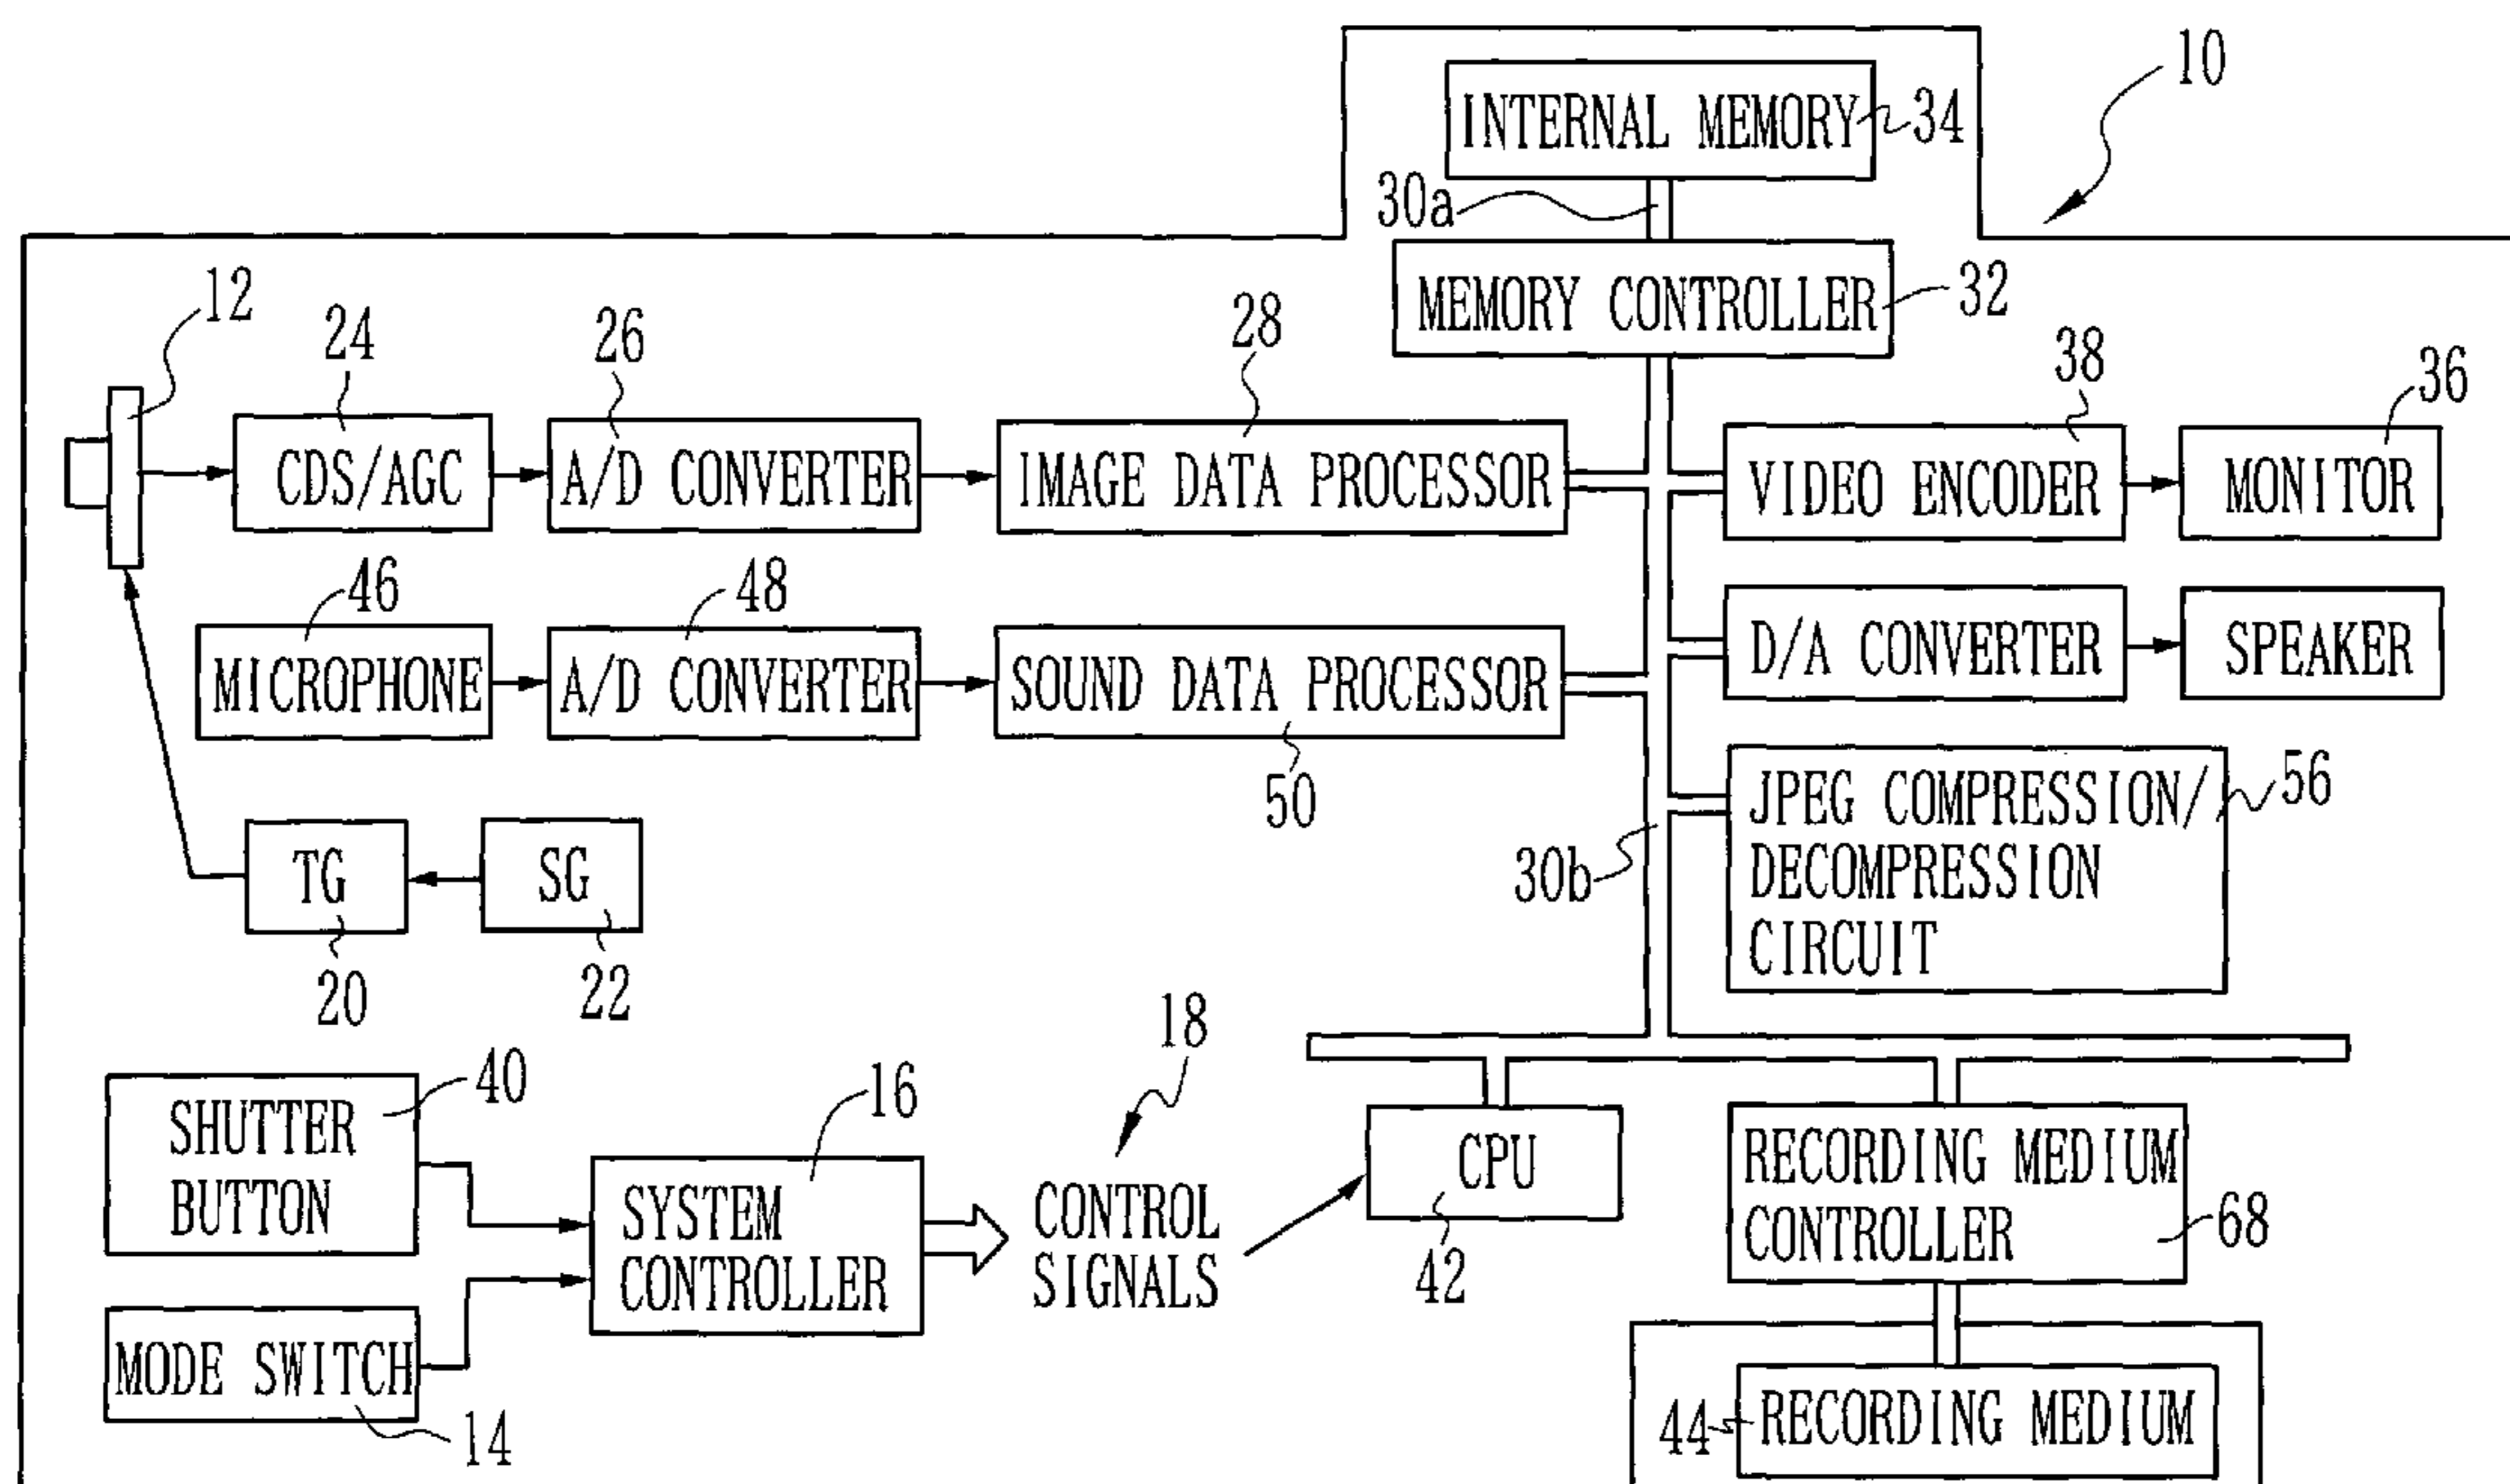 10
INTERNAL MEMORY
34
30a
MEMORY CONTROLLER
32
12
24
26
28
38
36
CDS/AGC
A/D CONVERTER
IMAGE DATA PROCESSOR
VIDEO ENCODER
MONITOR
46
48
MICROPHONE
A/D CONVERTER
SOUND DATA PROCESSOR
50
D/A CONVERTER
SPEAKER
JPEG COMPRESSION/
DECOMPRESSION
CIRCUIT
56
30b
TG
20
SG
22
18
SHUTTER
BUTTON
40
16
SYSTEM
CONTROLLER
CONTROL
SIGNALS
CPU
42
RECORDING MEDIUM
CONTROLLER
68
MODE SWITCH
14
44
RECORDING MEDIUM